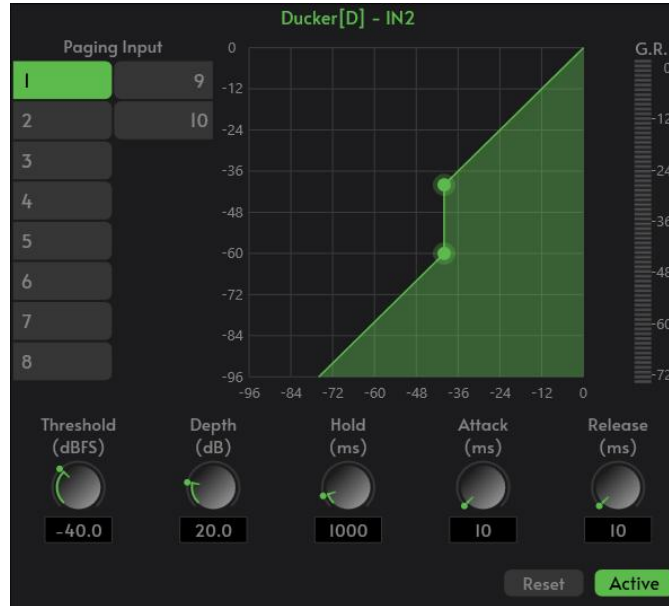 Ducker[D] - IN2
Paging Input
1
2
3
4
5
6
7
8
9
10
0
-12
-24
-36
-48
-60
-72
-84
-96
-96 -84 -72 -60 -48 -36 -24 -12 0
G.R.
0
-12
-24
-36
-48
-60
-72
Threshold
(dBFS)
-40.0
Depth
(dB)
20.0
Hold
(ms)
1000
Attack
(ms)
10
Release
(ms)
10
Reset
Active